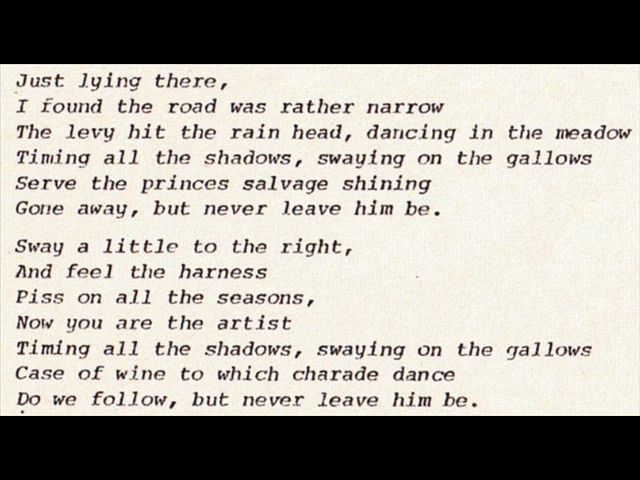 Just lying there,
I found the road was rather narrow
The levy hit the rain head, dancing in the meadow
Timing all the shadows, swaying on the gallows
Serve the princes salvage shining
Gone away, but never leave him be.
Sway a little to the right,
And feel the harness
Piss on all the seasons,
Now you are the artist
Timing all the shadows, swaying on the gallows
Case of wine to which charade dance
Do we follow, but never leave him be.